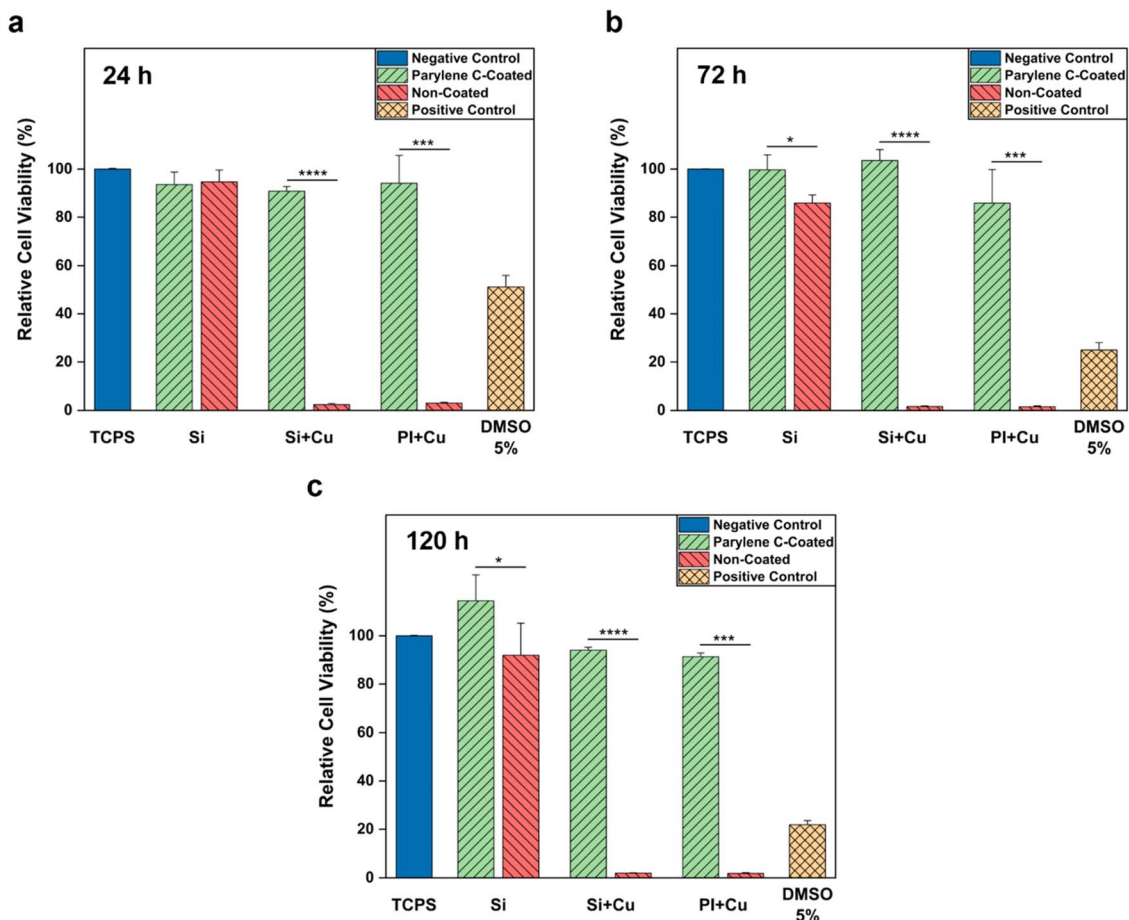 a
24 h
Negative Control
Parylene C-Coated
Non-Coated
Positive Control
Relative Cell Viability (%)
100
80
60
40
20
0
****
***
TCPS
Si
Si+Cu
PI+Cu
DMSO
5%
b
72 h
Negative Control
Parylene C-Coated
Non-Coated
Positive Control
Relative Cell Viability (%)
100
80
60
40
20
0
*
****
***
TCPS
Si
Si+Cu
PI+Cu
DMSO
5%
c
120 h
Negative Control
Parylene C-Coated
Non-Coated
Positive Control
Relative Cell Viability (%)
100
80
60
40
20
0
*
****
***
TCPS
Si
Si+Cu
PI+Cu
DMSO
5%